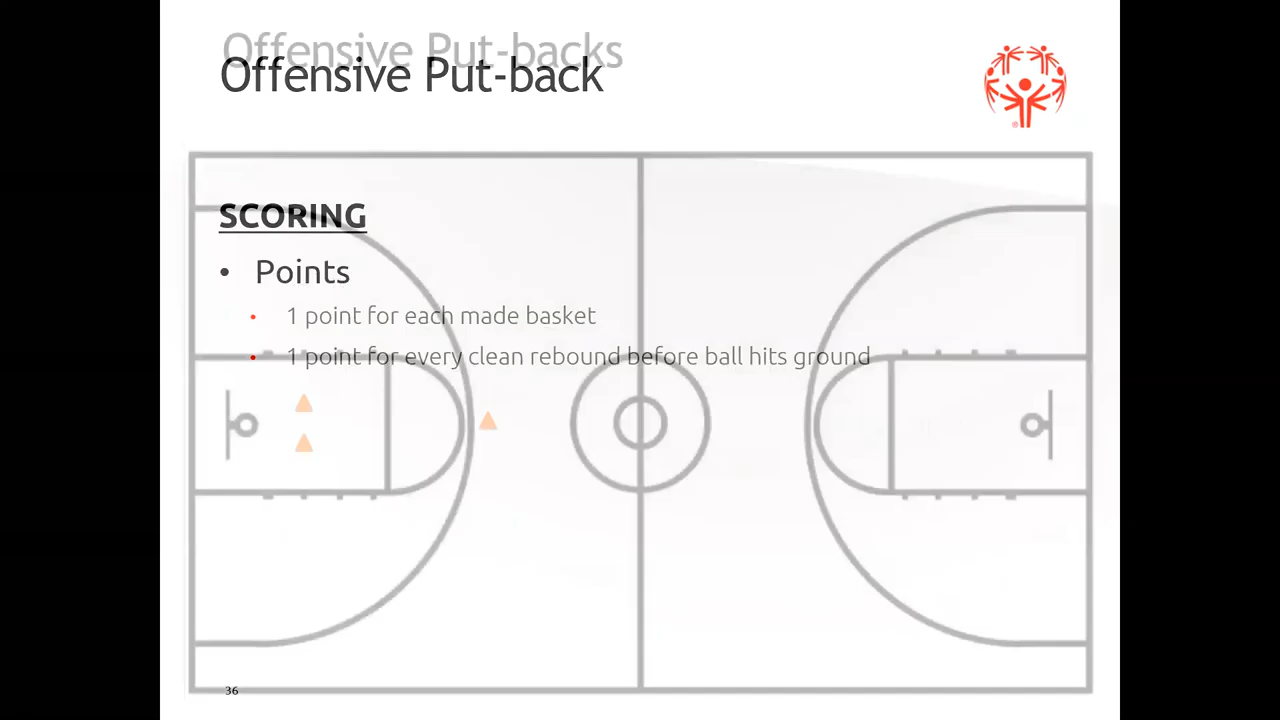 Offensive Put-backs
Offensive Put-back
SCORING
• Points
• 1 point for each made basket
• 1 point for every clean rebound before ball hits ground
36